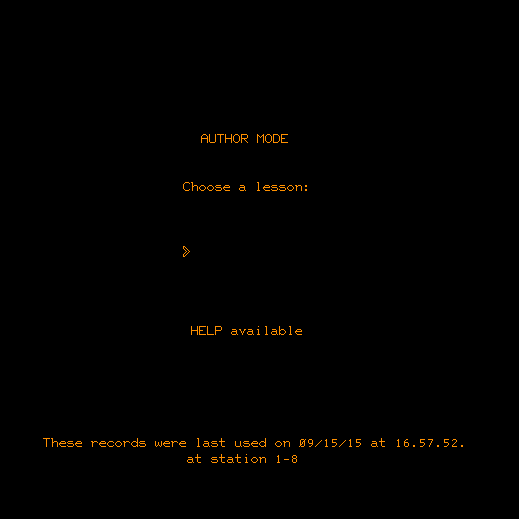 AUTHOR MODE
Choose a lesson:
>
HELP available
These records were last used on 09/15/15 at 16.57.52.
at station 1-8